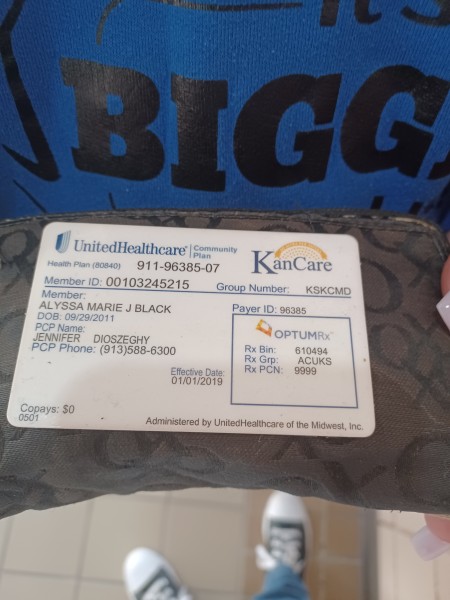 BIGG
UnitedHealthcare Community Plan
KanCare
Health Plan (80840) 911-96385-07
Member ID: 00103245215 Group Number: KSKCMD
Member:
ALYSSA MARIE J BLACK
Payer ID: 96385
DOB: 09/29/2011
PCP Name:
JENNIFER DIOSZEGHY
PCP Phone: (913)588-6300
OPTUMRx
Rx Bin: 610494
Rx Grp: ACUKS
Rx PCN: 9999
Effective Date:
01/01/2019
Copays: $0
0501
Administered by UnitedHealthcare of the Midwest, Inc.